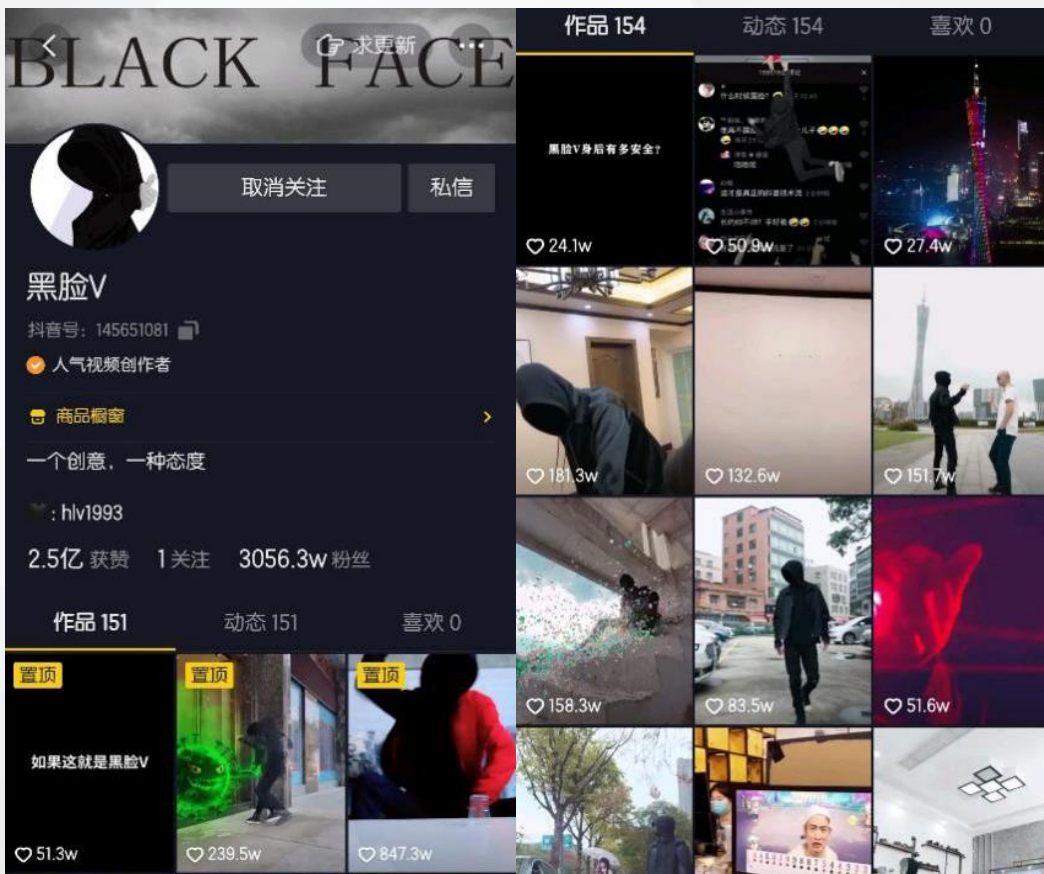 BLACK FACE
求更新
取消关注
私信
黑脸V
抖音号：145651081
人气视频创作者
商品橱窗
一个创意，一种态度
: hlv1993
2.5亿 获赞 1 关注 3056.3w 粉丝
作品 151 动态 151 喜欢 0
置顶
置顶
置顶
如果这就是黑脸V
51.3w
239.5w
847.3w
作品 154 动态 154 喜欢 0
黑脸V身后有多安全?
什么时候露脸?
24.1w
50.9w
27.4w
181.3w
132.6w
151.7w
158.3w
83.5w
51.6w